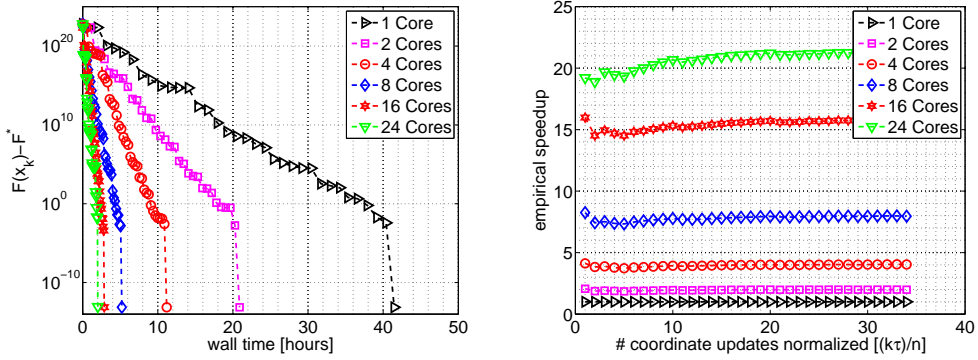 F(x_k)−F*
10^20
10^10
10^0
10^−10
0 10 20 30 40 50
wall time [hours]
1 Core
2 Cores
4 Cores
8 Cores
16 Cores
24 Cores
empirical speedup
25
20
15
10
5
0
0 10 20 30 40
# coordinate updates normalized [(kτ)/n]
1 Core
2 Cores
4 Cores
8 Cores
16 Cores
24 Cores